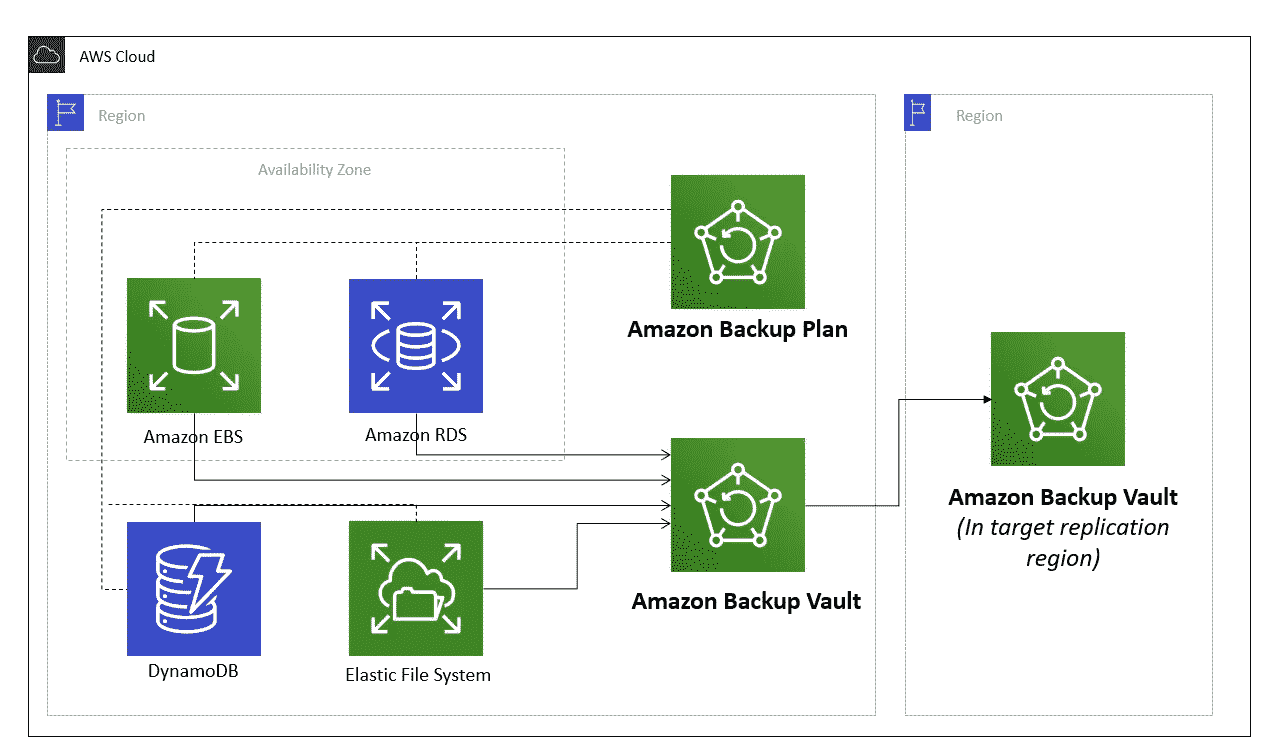 AWS Cloud
Region
Region
Availability Zone
Amazon Backup Plan
Amazon EBS
Amazon RDS
Amazon Backup Vault
(In target replication
region)
Amazon Backup Vault
DynamoDB
Elastic File System